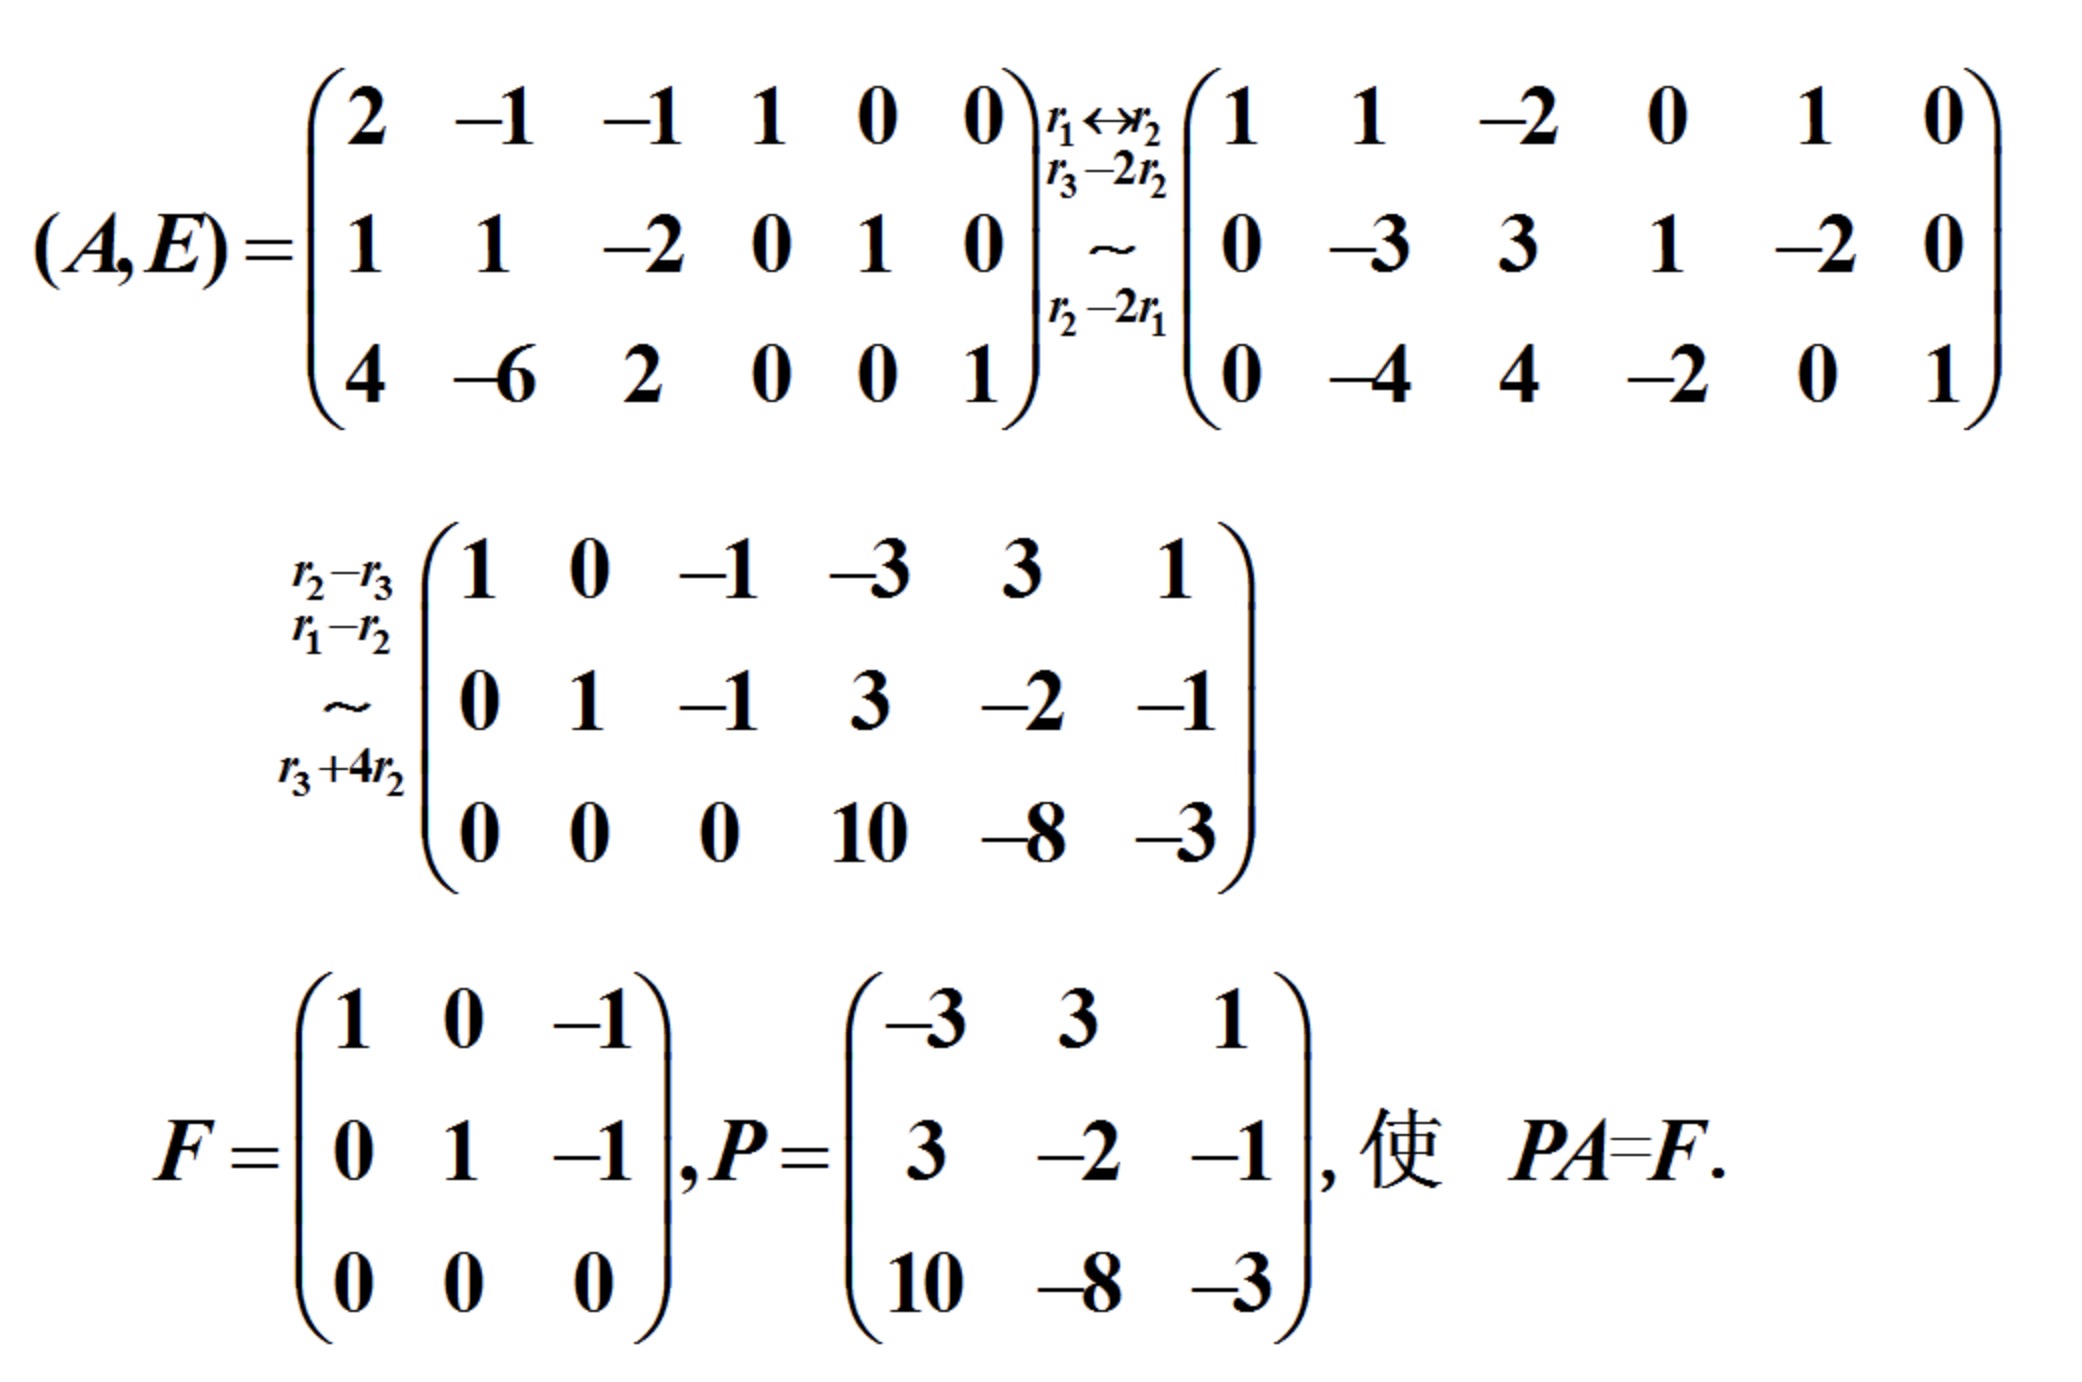 (A,E)=(2 –1 –1 1 0 0 r₁↔r₂ (1 1 –2 0 1 0
r₃–2r₂
1 1 –2 0 1 0 ~ 0 –3 3 1 –2 0
r₂–2r₁
4 –6 2 0 0 1) 0 –4 4 –2 0 1)
r₂–r₃ (1 0 –1 –3 3 1
r₁–r₂
~ 0 1 –1 3 –2 –1
r₃+4r₂
0 0 0 10 –8 –3)
(1 0 –1 (–3 3 1
F= 0 1 –1 ,P= 3 –2 –1 ,使 PA=F.
0 0 0) 10 –8 –3)